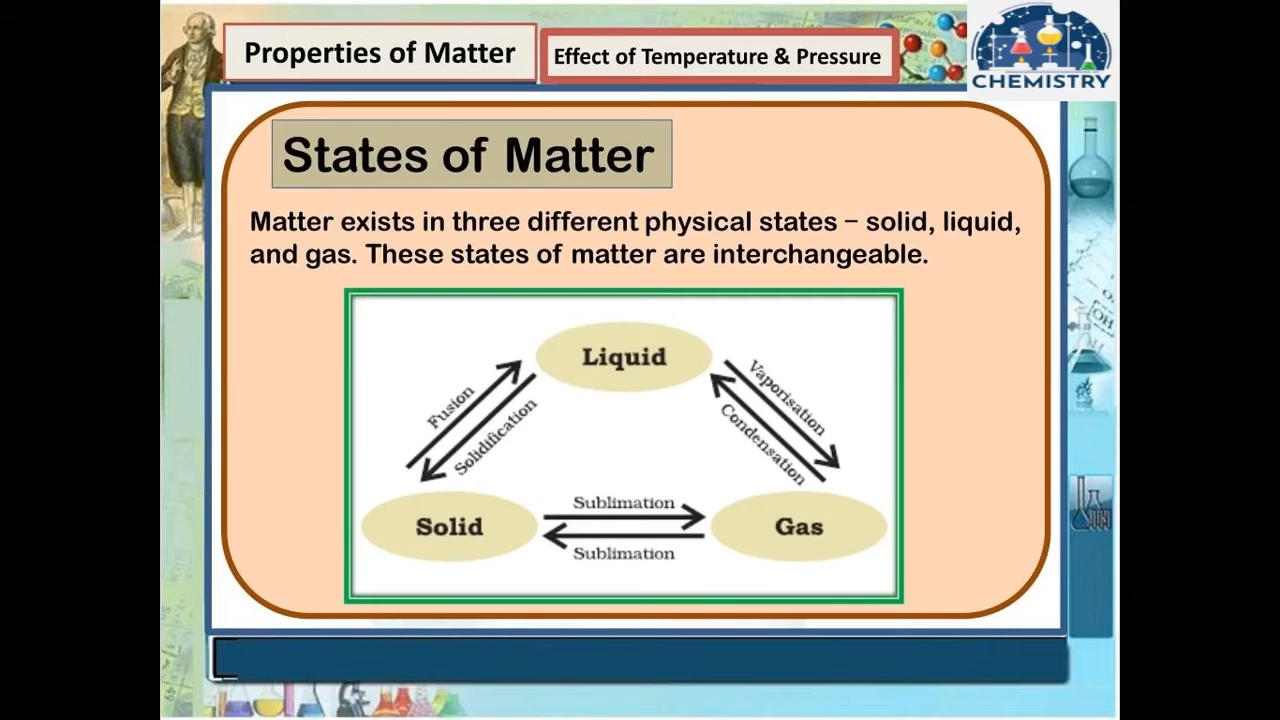 Properties of Matter
Effect of Temperature & Pressure
CHEMISTRY
States of Matter
Matter exists in three different physical states – solid, liquid,
and gas. These states of matter are interchangeable.
Liquid
Fusion
Solidification
Vaporisation
Condensation
Solid
Sublimation
Sublimation
Gas
OH